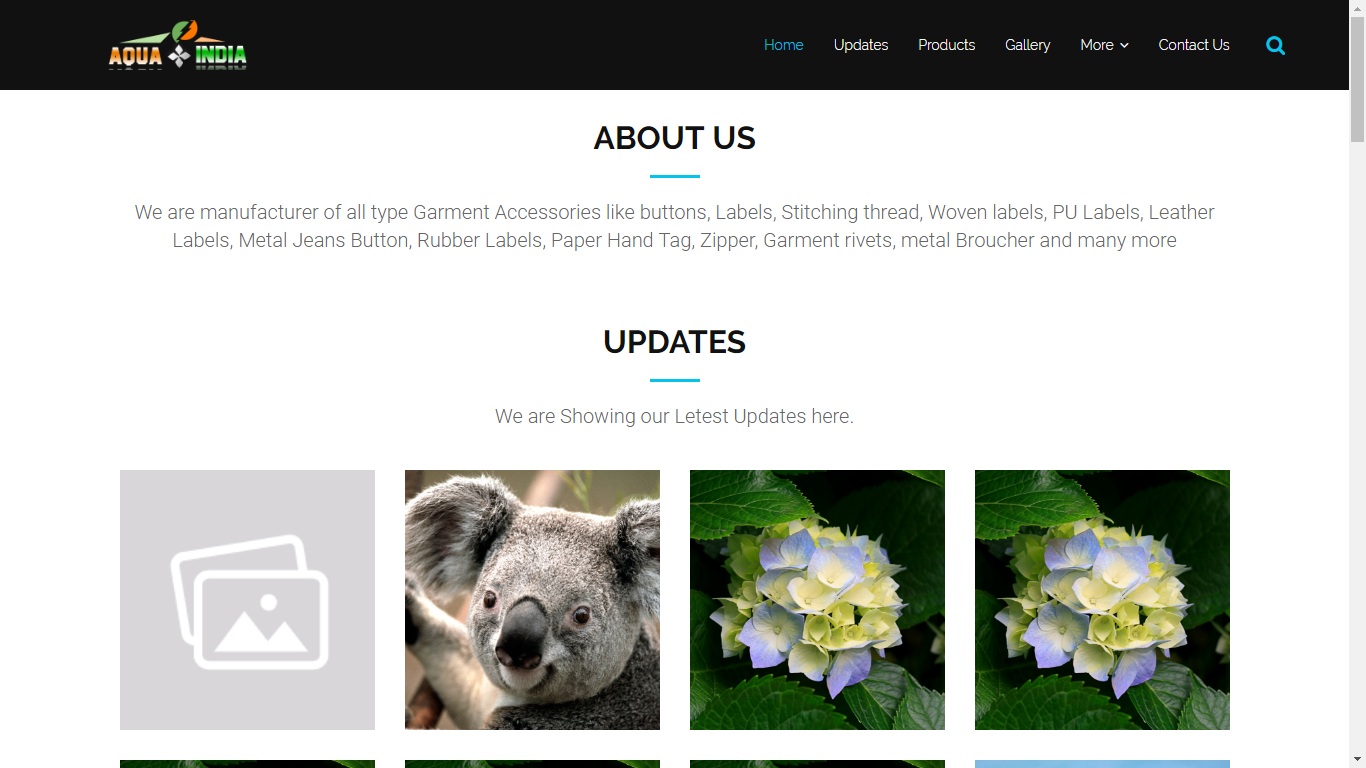 AQUA INDIA
Home Updates Products Gallery More Contact Us
ABOUT US
We are manufacturer of all type Garment Accessories like buttons, Labels, Stitching thread, Woven labels, PU Labels, Leather
Labels, Metal Jeans Button, Rubber Labels, Paper Hand Tag, Zipper, Garment rivets, metal Broucher and many more
UPDATES
We are Showing our Letest Updates here.